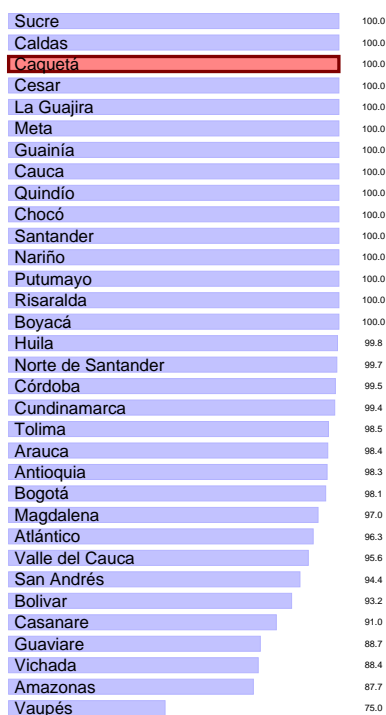 Sucre 100.0
Caldas 100.0
Caquetá 100.0
Cesar 100.0
La Guajira 100.0
Meta 100.0
Guainía 100.0
Cauca 100.0
Quindío 100.0
Chocó 100.0
Santander 100.0
Nariño 100.0
Putumayo 100.0
Risaralda 100.0
Boyacá 100.0
Huila 99.8
Norte de Santander 99.7
Córdoba 99.5
Cundinamarca 99.4
Tolima 98.5
Arauca 98.4
Antioquia 98.3
Bogotá 98.1
Magdalena 97.0
Atlántico 96.3
Valle del Cauca 95.6
San Andrés 94.4
Bolivar 93.2
Casanare 91.0
Guaviare 88.7
Vichada 88.4
Amazonas 87.7
Vaupés 75.0